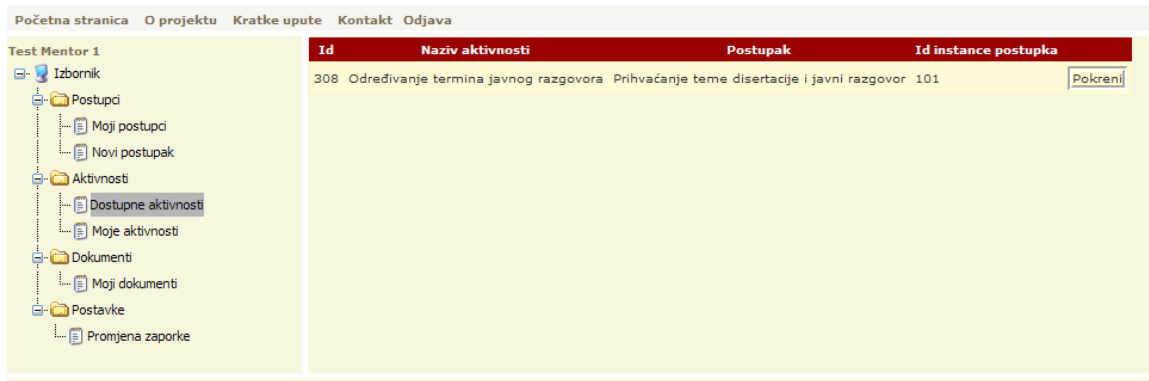 Početna stranica O projektu Kratke upute Kontakt Odjava
Test Mentor 1
Izbornik
Postupci
Moji postupci
Novi postupak
Aktivnosti
Dostupne aktivnosti
Moje aktivnosti
Dokumenti
Moji dokumenti
Postavke
Promjena zaporke
Id Naziv aktivnosti Postupak Id instance postupka
308 Određivanje termina javnog razgovora Prihvaćanje teme disertacije i javni razgovor 101 Pokreni